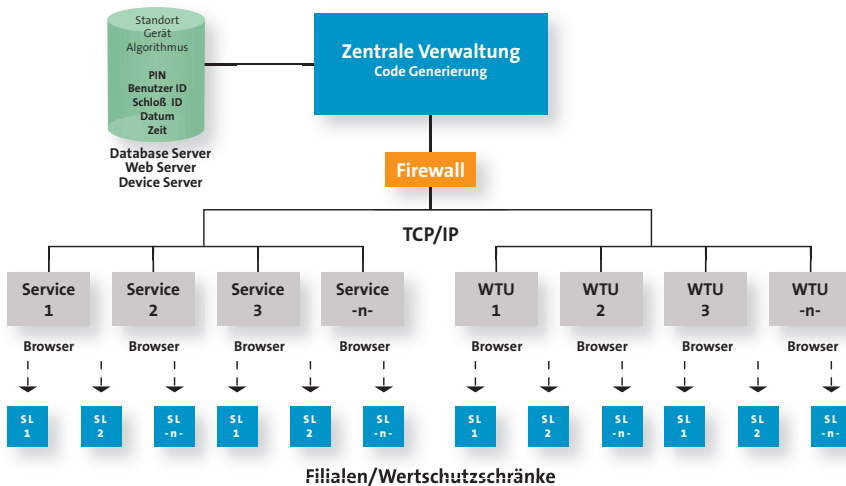 Standort
Gerät
Algorithmus
PIN
Benutzer ID
Schloß ID
Datum
Zeit
Database Server
Web Server
Device Server
Zentrale Verwaltung
Code Generierung
Firewall
TCP/IP
Service
1
Service
2
Service
3
Service
-n-
WTU
1
WTU
2
WTU
3
WTU
-n-
Browser
Browser
Browser
Browser
Browser
Browser
Browser
Browser
SL
1
SL
2
SL
-n-
SL
1
SL
2
SL
-n-
SL
1
SL
2
SL
-n-
SL
1
SL
2
SL
-n-
Filialen/Wertschutzschränke